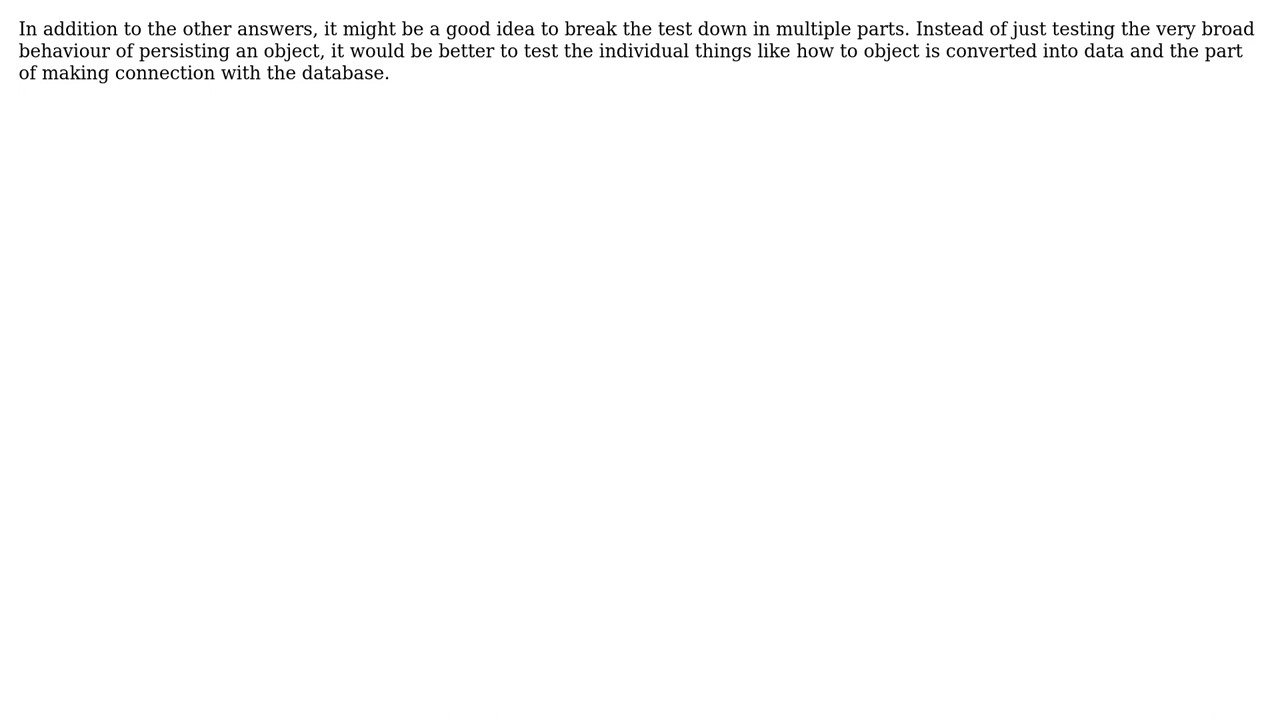 In addition to the other answers, it might be a good idea to break the test down in multiple parts. Instead of just testing the very broad
behaviour of persisting an object, it would be better to test the individual things like how to object is converted into data and the part
of making connection with the database.